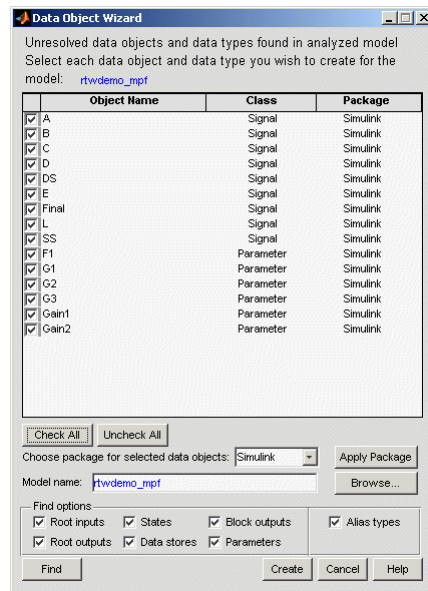 Data Object Wizard
Unresolved data objects and data types found in analyzed model
Select each data object and data type you wish to create for the
model: rtwdemo_mpf
Object Name Class Package
A Signal Simulink
B Signal Simulink
C Signal Simulink
D Signal Simulink
DS Signal Simulink
E Signal Simulink
Final Signal Simulink
L Signal Simulink
SS Signal Simulink
F1 Parameter Simulink
G1 Parameter Simulink
G2 Parameter Simulink
G3 Parameter Simulink
Gain1 Parameter Simulink
Gain2 Parameter Simulink
Check All Uncheck All
Choose package for selected data objects: Simulink Apply Package
Model name: rtwdemo_mpf Browse...
Find options
Root inputs States Block outputs Alias types
Root outputs Data stores Parameters
Find Create Cancel Help